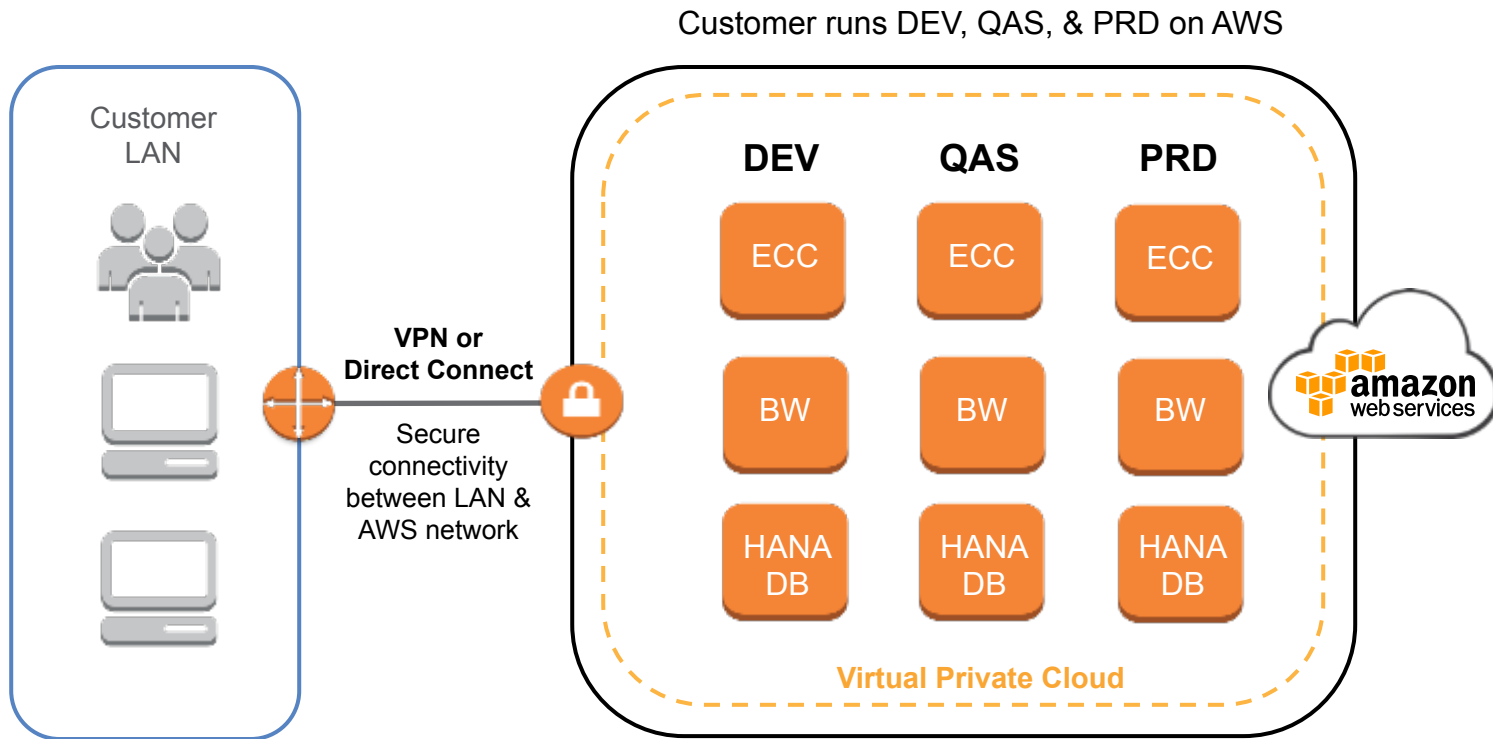 Customer runs DEV, QAS, & PRD on AWS
Customer
LAN
VPN or
Direct Connect
Secure
connectivity
between LAN &
AWS network
DEV
QAS
PRD
ECC
ECC
ECC
BW
BW
BW
HANA
DB
HANA
DB
HANA
DB
Virtual Private Cloud
amazon
webservices